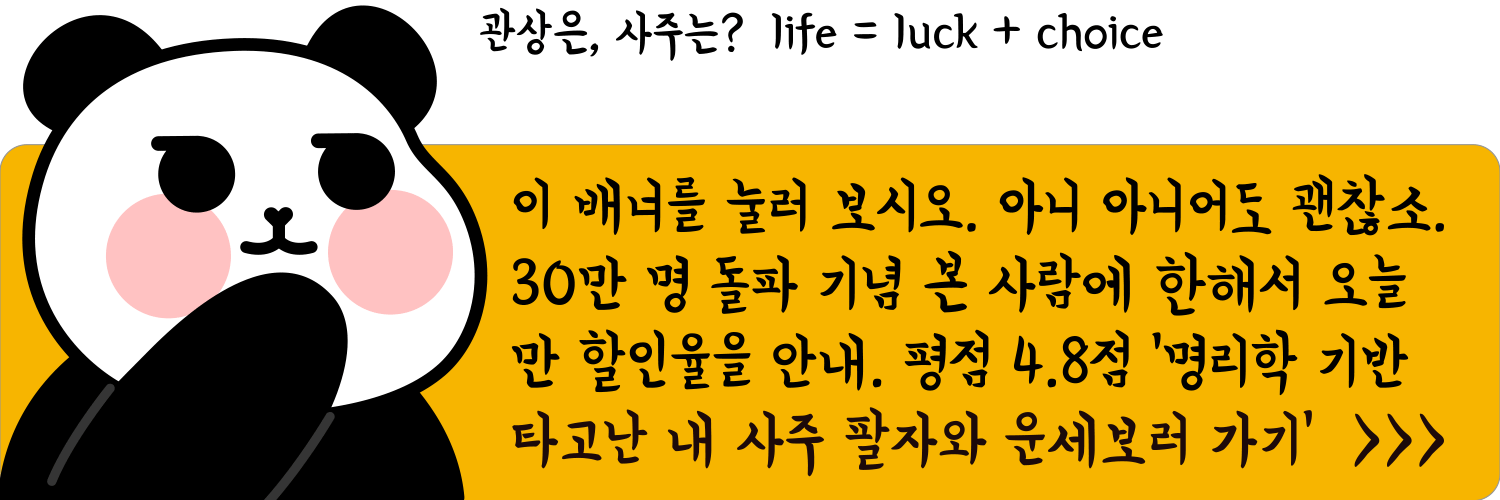 관상은, 사주는? life = luck + choice
이 배너를 눌러 보시오. 아니 아니어도 괜찮소.
30만 명 돌파 기념 본 사람에 한해서 오늘
만 할인율을 안내. 평점 4.8점 '명리학 기반
타고난 내 사주 팔자와 운세보러 가기' >>>